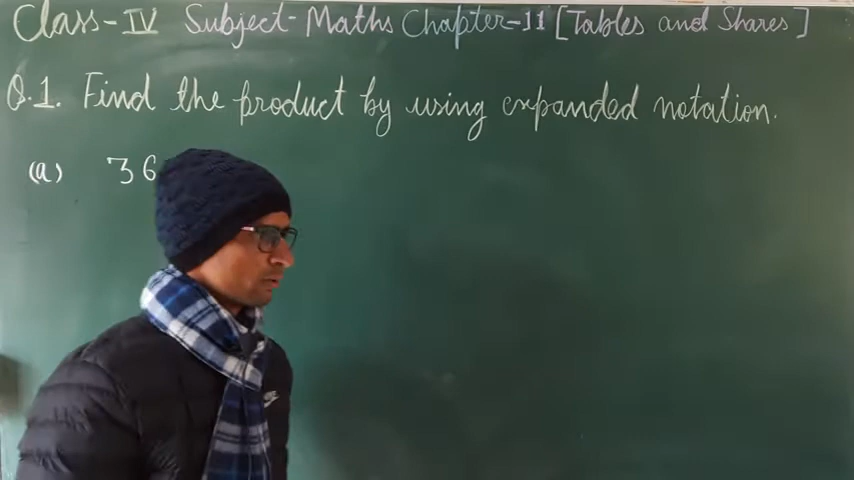 Class-IV Subject-Maths Chapter-11 [Tables and Shares]
Q.1. Find the product by using expanded notation.
(a) 36